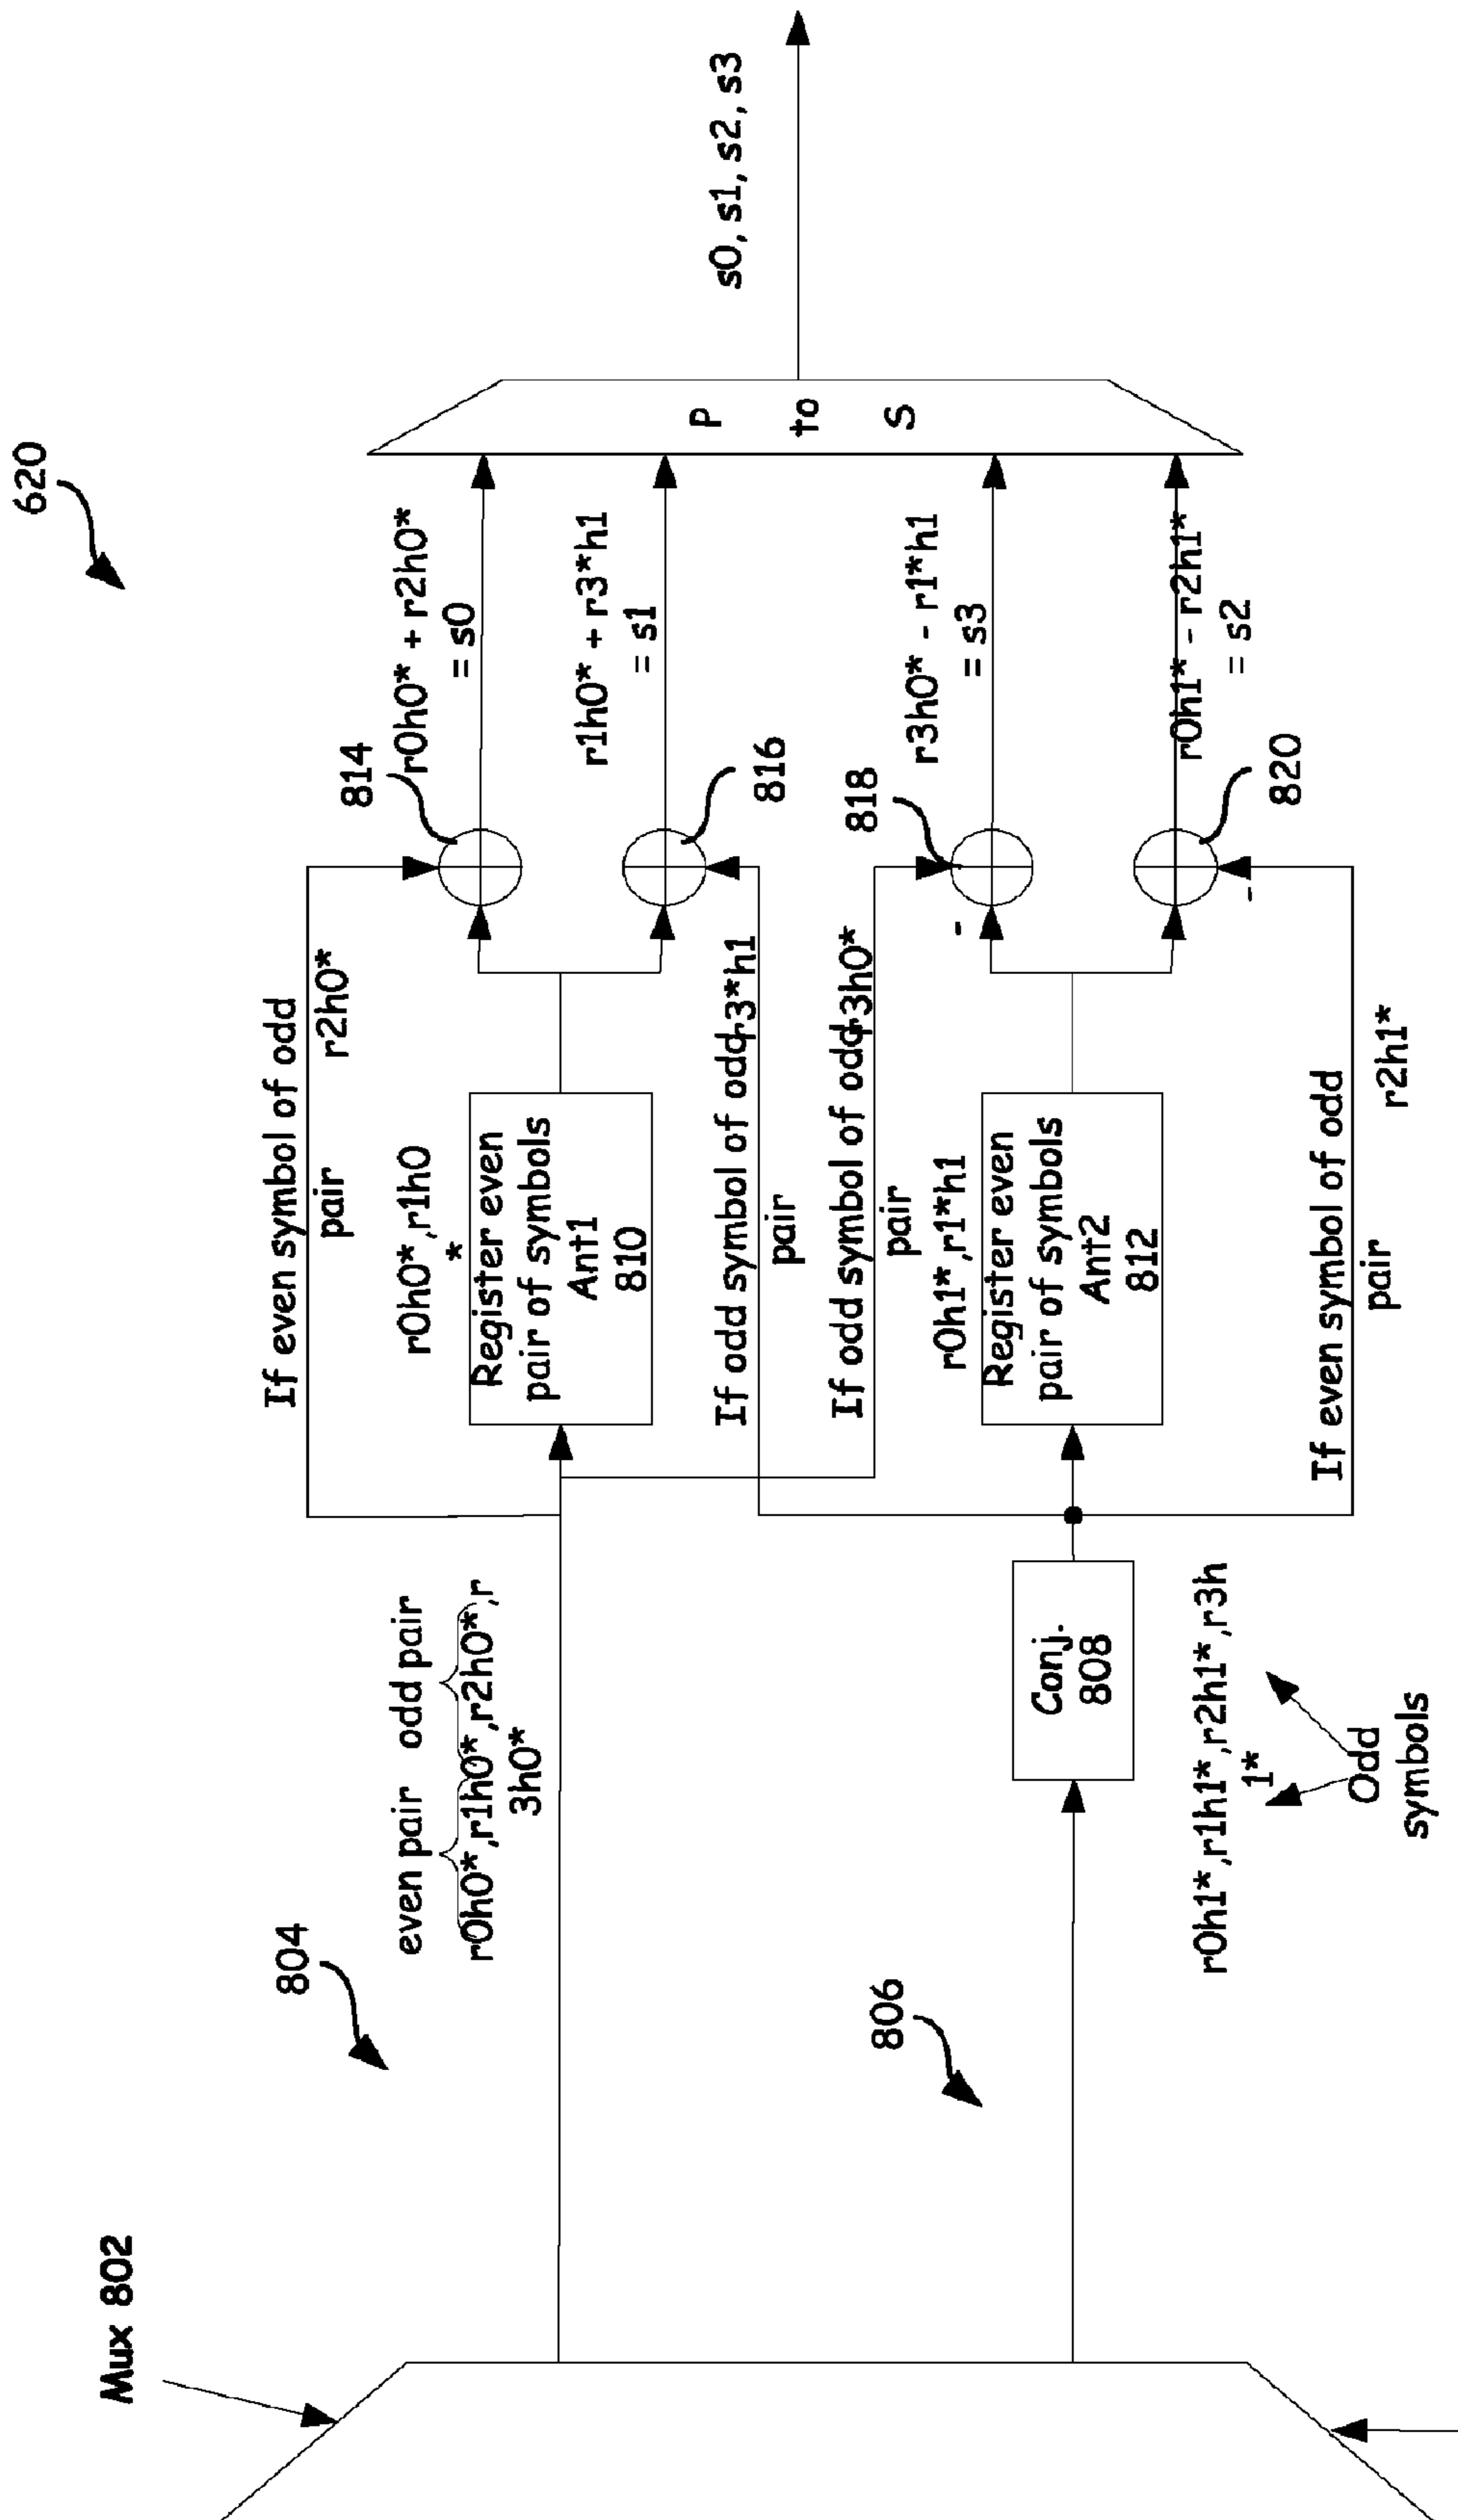 620
Mux 802
804
even pair
odd pair
r0h0*,r1h0*,r2h0*,r
3h0*
806
Conj.
808
r0h1*,r1h1*,r2h1*,r3h
1*
Odd
symbols
If even symbol of odd
pair
r2h0*
r0h0*,r1h0
*
Register even
pair of symbols
Ant1
810
If odd symbol of odd
pair
r3*h1
If odd symbol of odd
pair
r3h0*
r0h1*,r1*h1
Register even
pair of symbols
Ant2
812
If even symbol of odd
pair
r2h1*
814
r0h0* + r2h0*
= s0
r1h0* + r3*h1
= s1
816
818
-
r3h0* - r1*h1
= s3
r0h1* - r2h1*
= s2
820
-
P
to
S
s0, s1, s2, s3